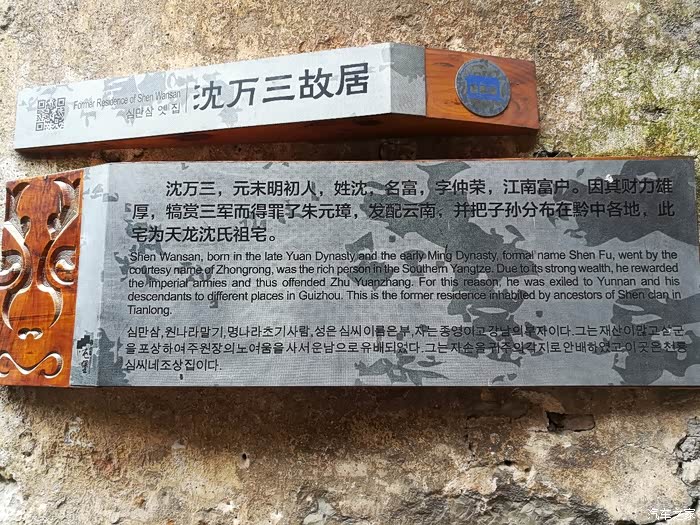 Former Residence of Shen Wansan
심만삼 옛 집
沈万三故居
沈万三，元末明初人，姓沈，名富，字仲荣，江南富户。因其财力雄
厚，犒赏三军而得罪了朱元璋，发配云南，并把子孙分布在黔中各地，此
宅为天龙沈氏祖宅。
Shen Wansan, born in the late Yuan Dynasty and the early Ming Dynasty, formal name Shen Fu, went by the
courtesy name of Zhongrong, was the rich person in the Southern Yangtze. Due to its strong wealth, he rewarded
the imperial armies and thus offended Zhu Yuanzhang. For this reason, he was exiled to Yunnan and his
descendants to different places in Guizhou. This is the former residence inhabited by ancestors of Shen clan in
Tianlong.
심만삼, 원나라말기, 명나라초기사람, 성은심씨이름은부, 자는종영이고강남의부자이다. 그는재산이많고삼군
을포상하여주원장의노여움을사서운남으로유배되었다. 그는자손을귀주의각지로안배하였고이곳은천룡
심씨네조상집이다.
汽车之家